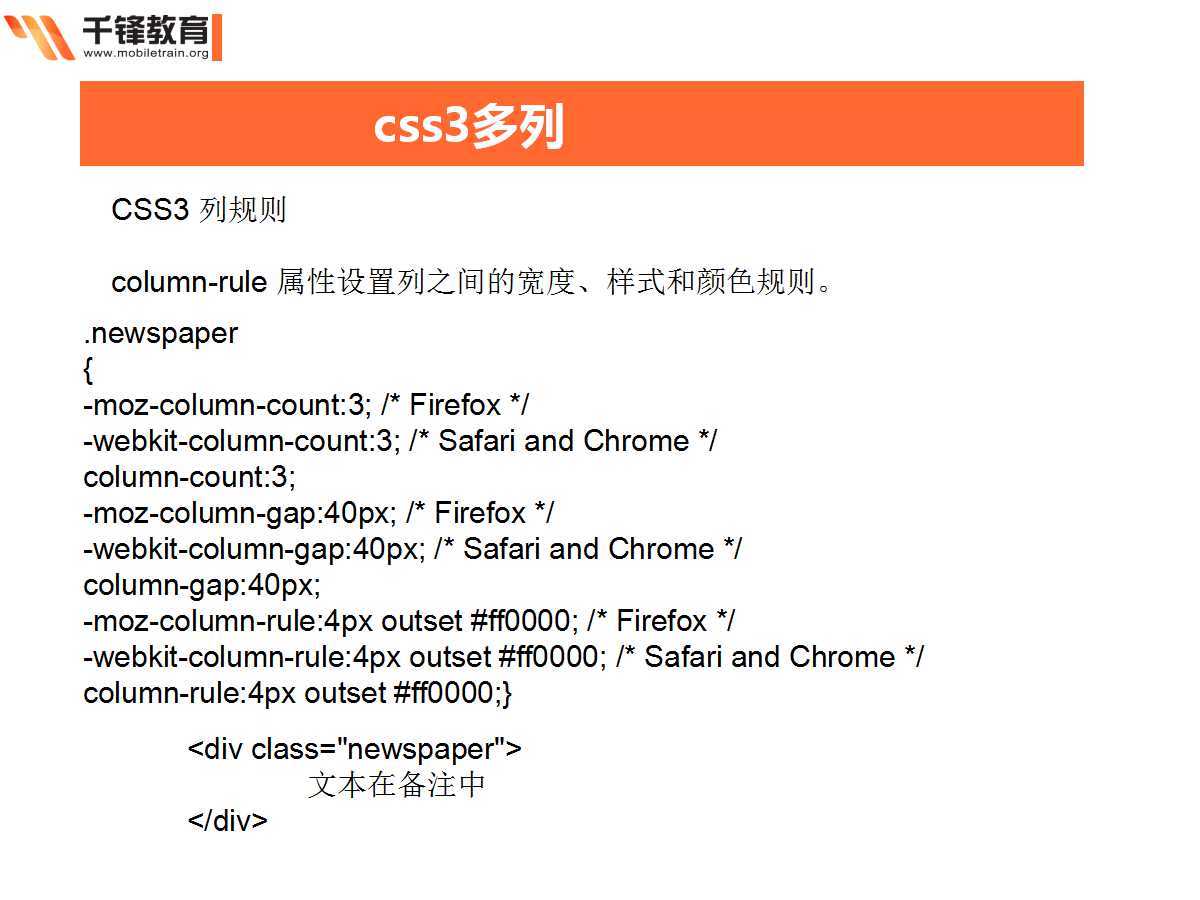 千锋教育
www.mobiletrain.org
css3多列
CSS3 列规则
column-rule 属性设置列之间的宽度、样式和颜色规则。
.newspaper
{
-moz-column-count:3; /* Firefox */
-webkit-column-count:3; /* Safari and Chrome */
column-count:3;
-moz-column-gap:40px; /* Firefox */
-webkit-column-gap:40px; /* Safari and Chrome */
column-gap:40px;
-moz-column-rule:4px outset #ff0000; /* Firefox */
-webkit-column-rule:4px outset #ff0000; /* Safari and Chrome */
column-rule:4px outset #ff0000;}
<div class="newspaper">
文本在备注中
</div>